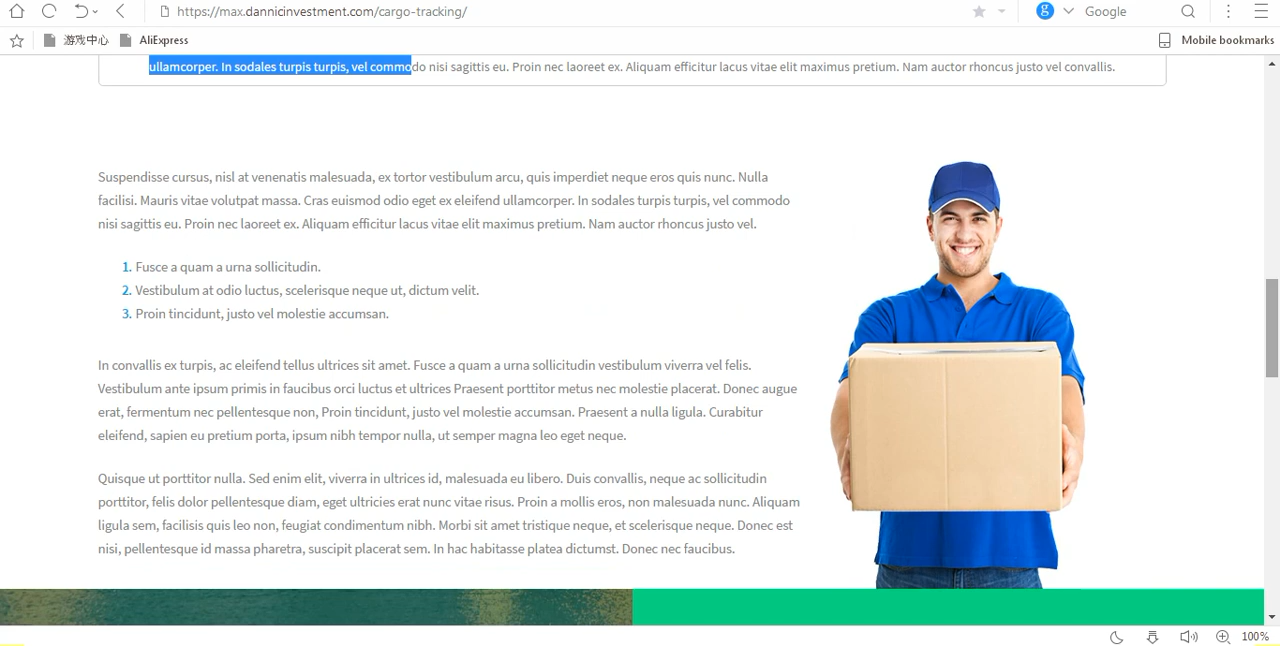 https://max.dannicinvestment.com/cargo-tracking/
Google
游戏中心
AliExpress
Mobile bookmarks
ullamcorper. In sodales turpis turpis, vel commodo nisi sagittis eu. Proin nec laoreet ex. Aliquam efficitur lacus vitae elit maximus pretium. Nam auctor rhoncus justo vel convallis.
Suspendisse cursus, nisl at venenatis malesuada, ex tortor vestibulum arcu, quis imperdiet neque eros quis nunc. Nulla
facilisi. Mauris vitae volutpat massa. Cras euismod odio eget ex eleifend ullamcorper. In sodales turpis turpis, vel commodo
nisi sagittis eu. Proin nec laoreet ex. Aliquam efficitur lacus vitae elit maximus pretium. Nam auctor rhoncus justo vel.
1. Fusce a quam a urna sollicitudin.
2. Vestibulum at odio luctus, scelerisque neque ut, dictum velit.
3. Proin tincidunt, justo vel molestie accumsan.
In convallis ex turpis, ac eleifend tellus ultrices sit amet. Fusce a quam a urna sollicitudin vestibulum viverra vel felis.
Vestibulum ante ipsum primis in faucibus orci luctus et ultrices Praesent porttitor metus nec molestie placerat. Donec augue
erat, fermentum nec pellentesque non, Proin tincidunt, justo vel molestie accumsan. Praesent a nulla ligula. Curabitur
eleifend, sapien eu pretium porta, ipsum nibh tempor nulla, ut semper magna leo eget neque.
Quisque ut porttitor nulla. Sed enim elit, viverra in ultrices id, malesuada eu libero. Duis convallis, neque ac sollicitudin
porttitor, felis dolor pellentesque diam, eget ultricies erat nunc vitae risus. Proin a mollis eros, non malesuada nunc. Aliquam
ligula sem, facilisis quis leo non, feugiat condimentum nibh. Morbi sit amet tristique neque, et scelerisque neque. Donec est
nisi, pellentesque id massa pharetra, suscipit placerat sem. In hac habitasse platea dictumst. Donec nec faucibus.
100%